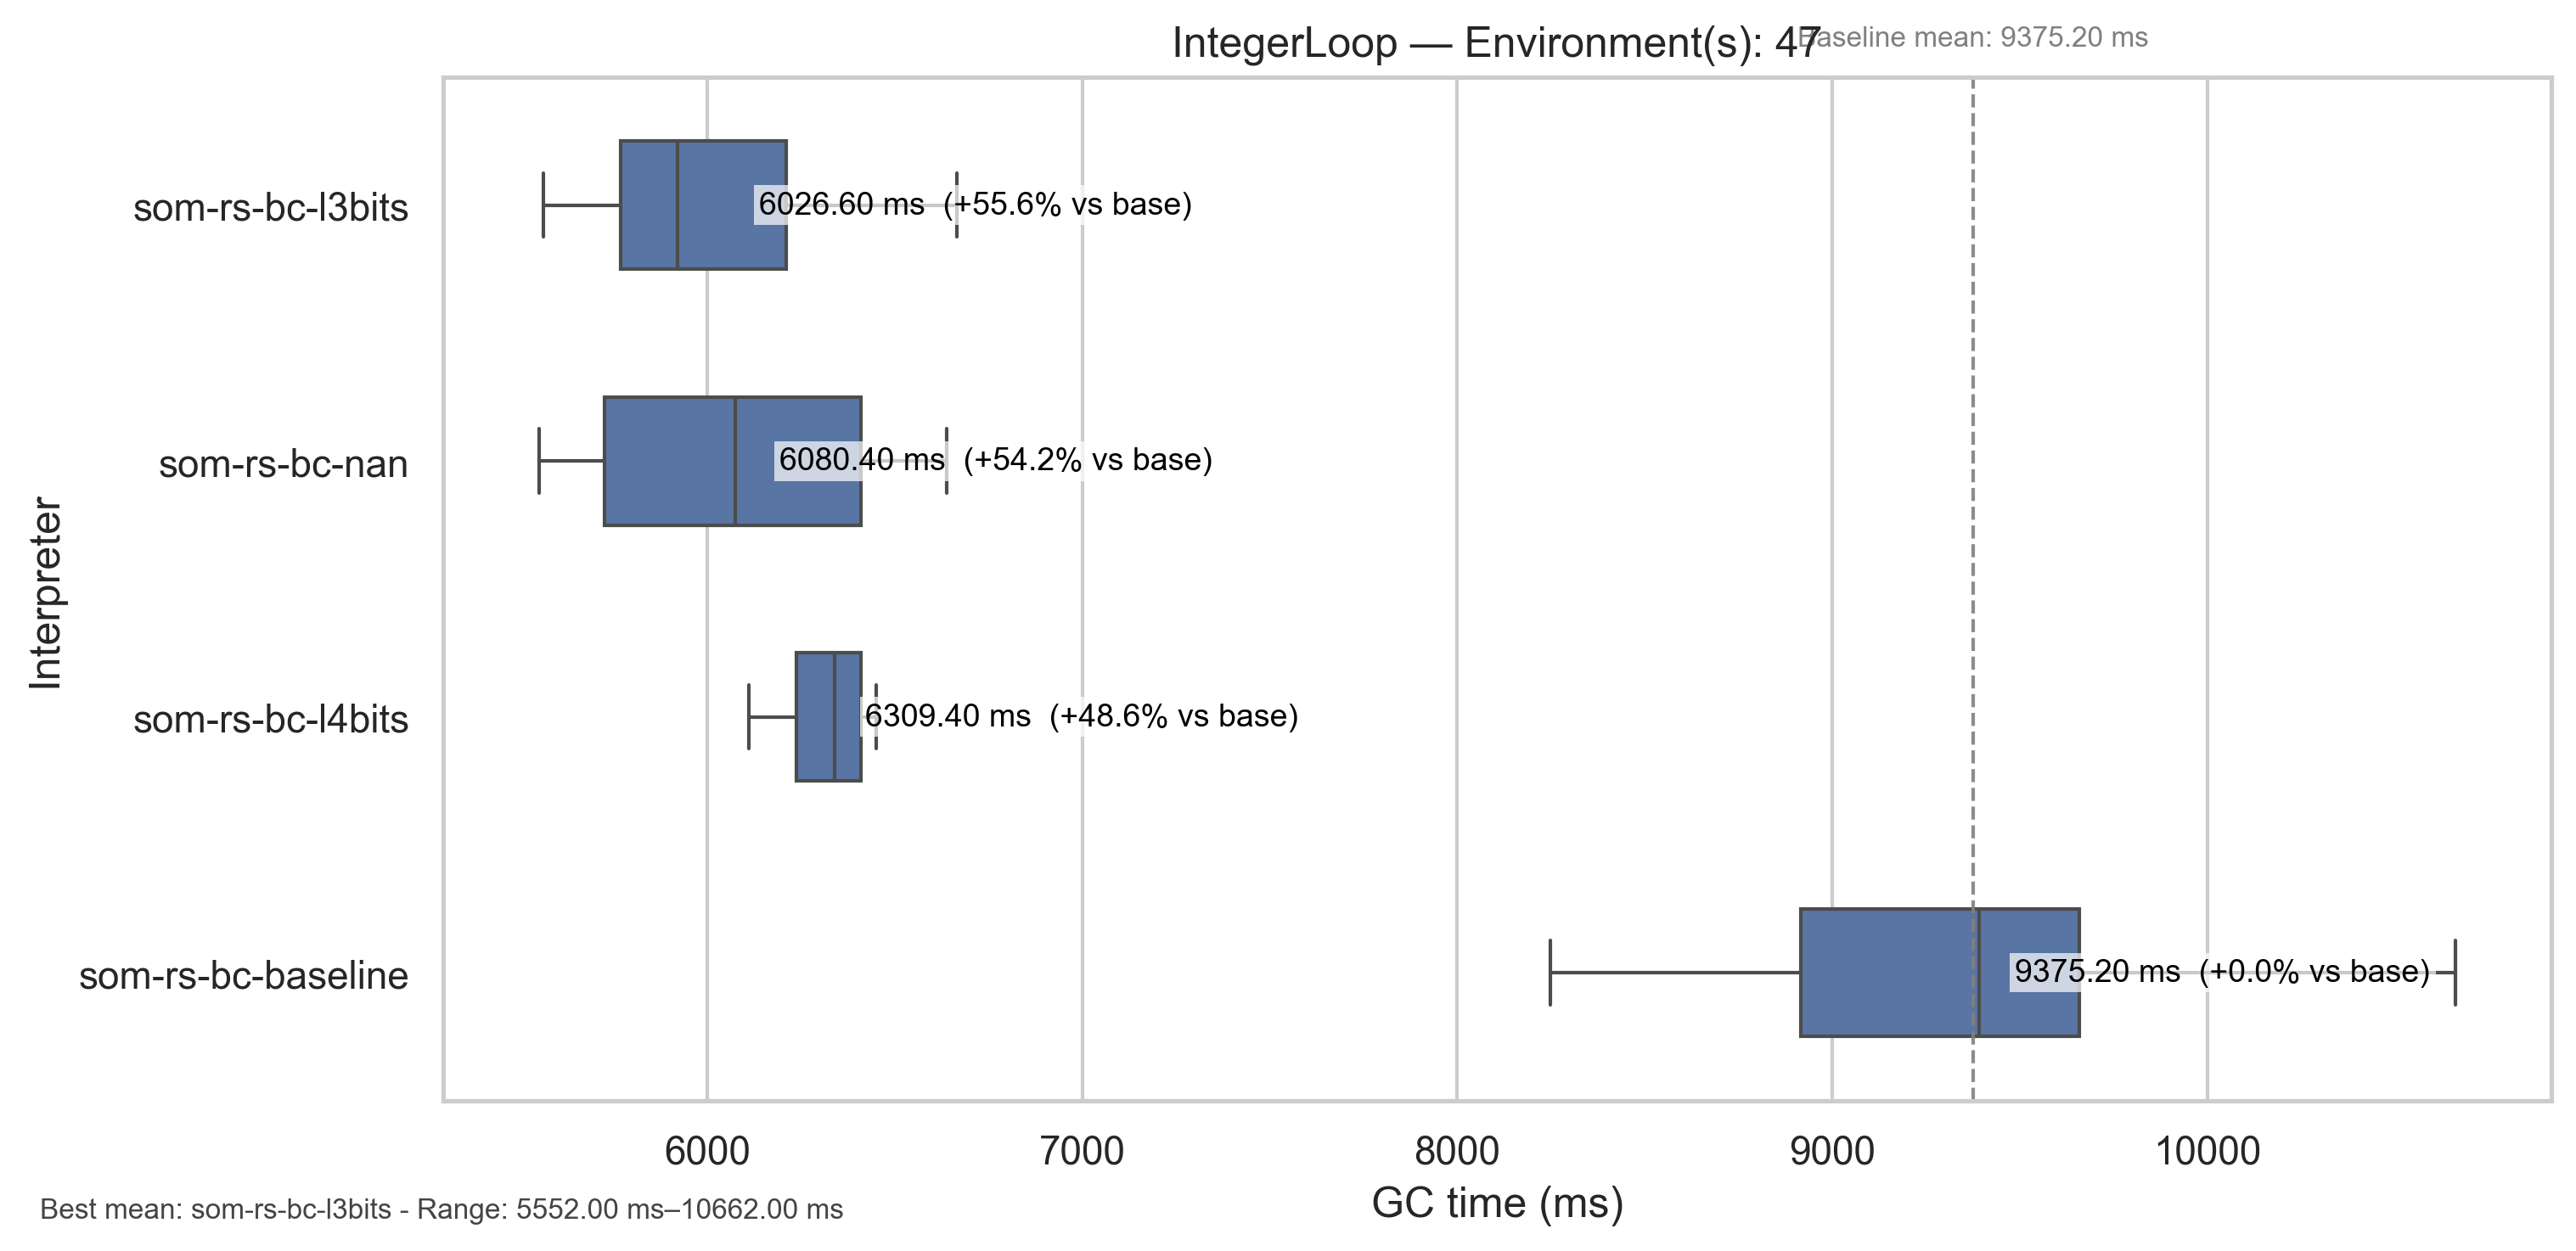 IntegerLoop — Environment(s): 47
Baseline mean: 9375.20 ms
Interpreter
som-rs-bc-l3bits
6026.60 ms (+55.6% vs base)
som-rs-bc-nan
6080.40 ms (+54.2% vs base)
som-rs-bc-l4bits
6309.40 ms (+48.6% vs base)
som-rs-bc-baseline
9375.20 ms (+0.0% vs base)
6000 7000 8000 9000 10000
GC time (ms)
Best mean: som-rs-bc-l3bits - Range: 5552.00 ms–10662.00 ms